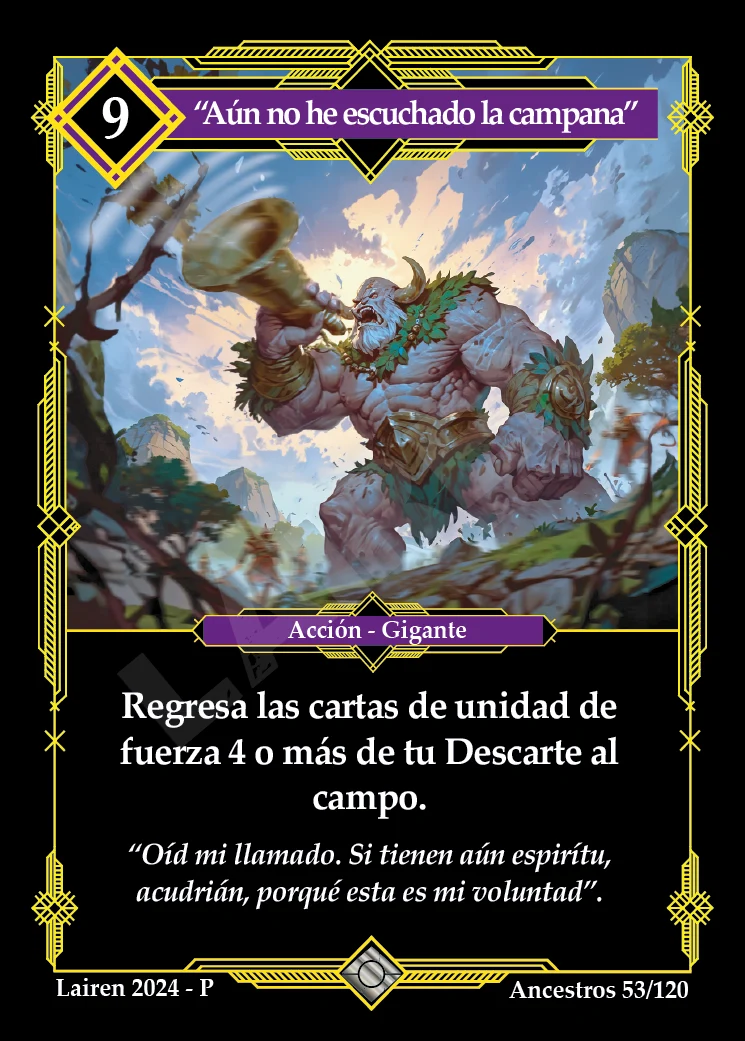 9
“Aún no he escuchado la campana”
Acción - Gigante
Regresa las cartas de unidad de
fuerza 4 o más de tu Descarte al
campo.
“Oíd mi llamado. Si tienen aún espirítu,
acudrián, porqué esta es mi voluntad”.
Lairen 2024 - P
Ancestros 53/120